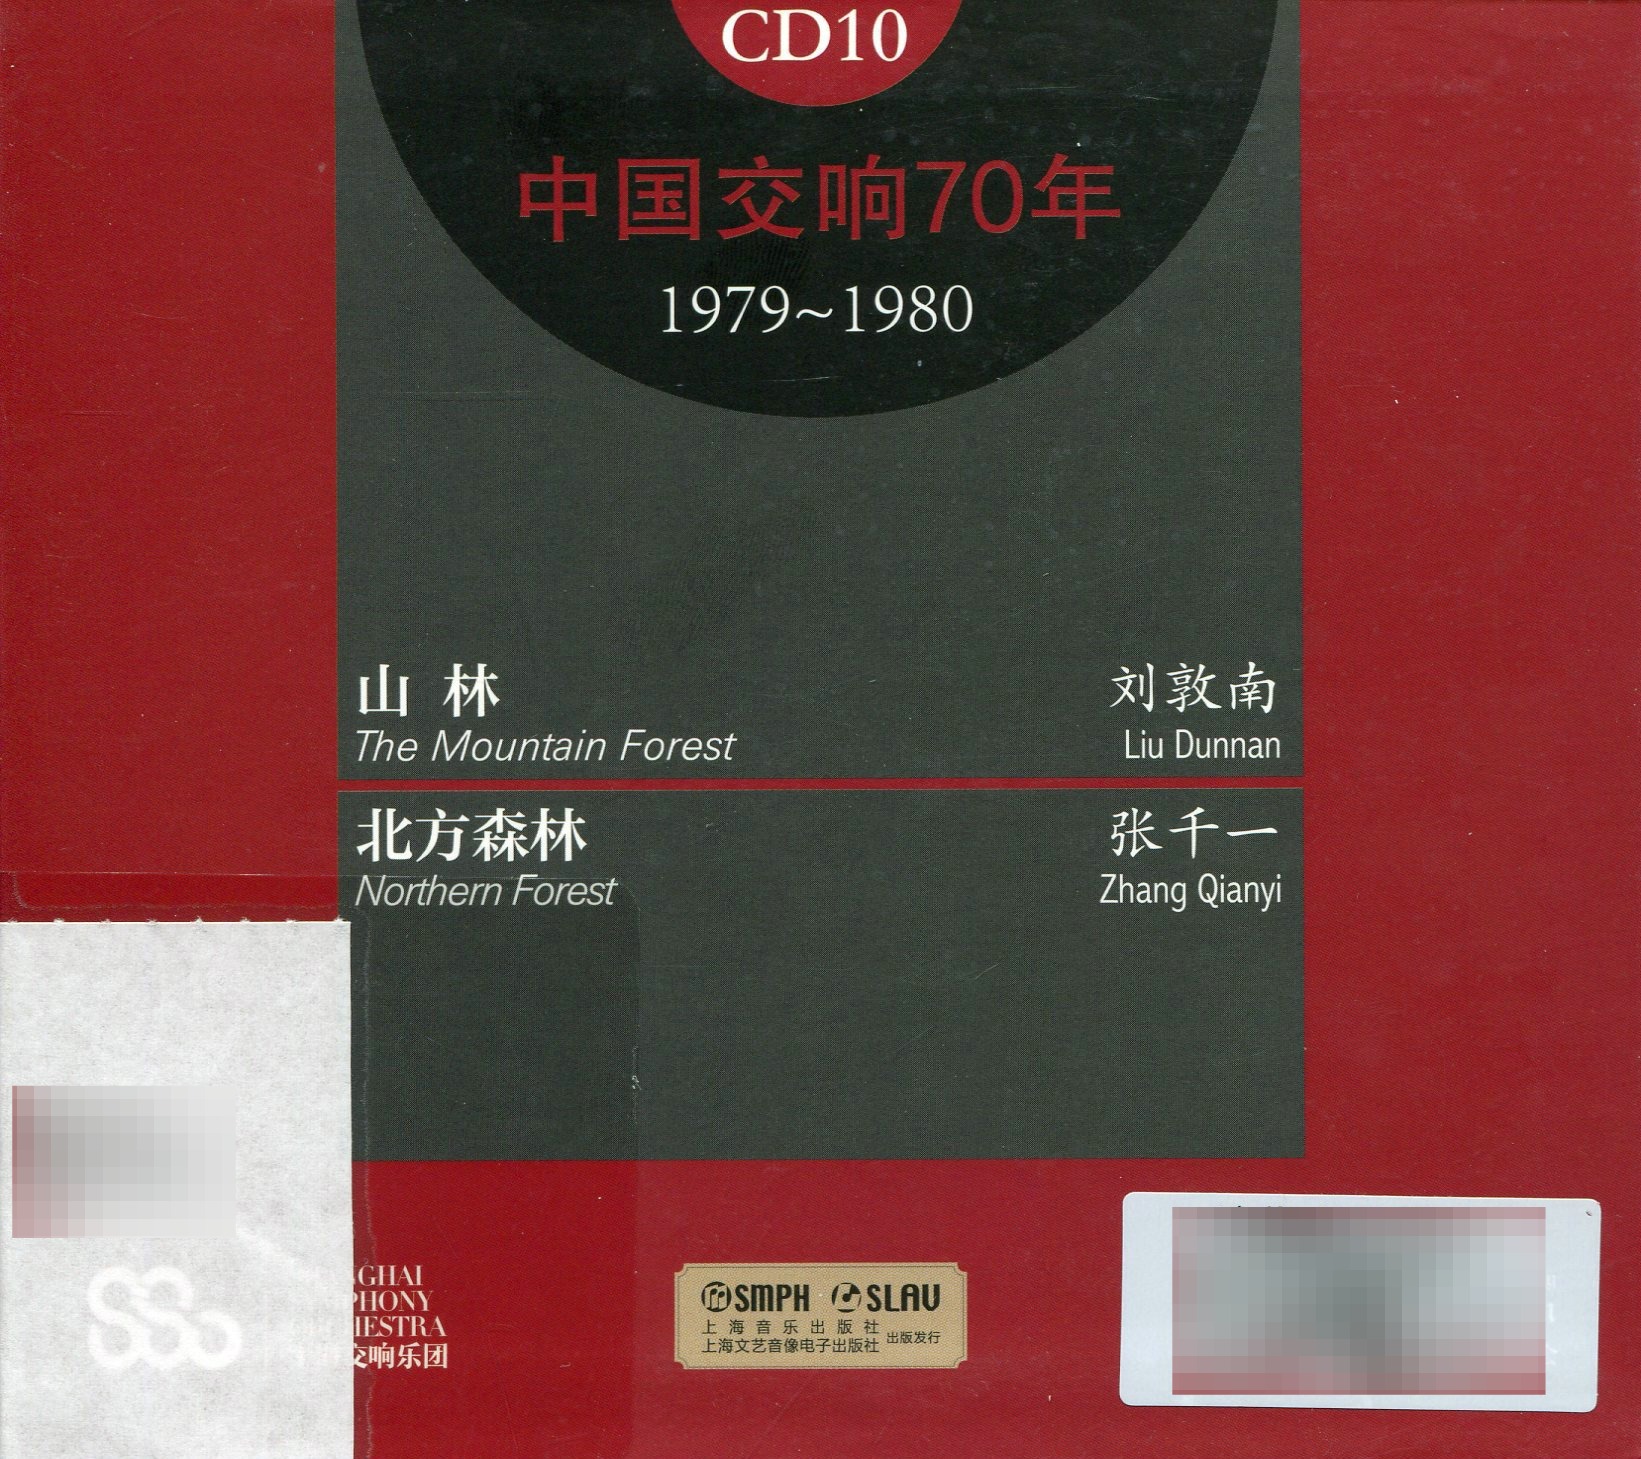 CD10
中国交响70年
1979~1980
山 林
The Mountain Forest
刘敦南
Liu Dunnan
北方森林
Northern Forest
张千一
Zhang Qianyi
SSO
GHAI
PHONY
HESTRA
交响乐团
SMPH SLAV
上海音乐出版社
上海文艺音像电子出版社
出版发行